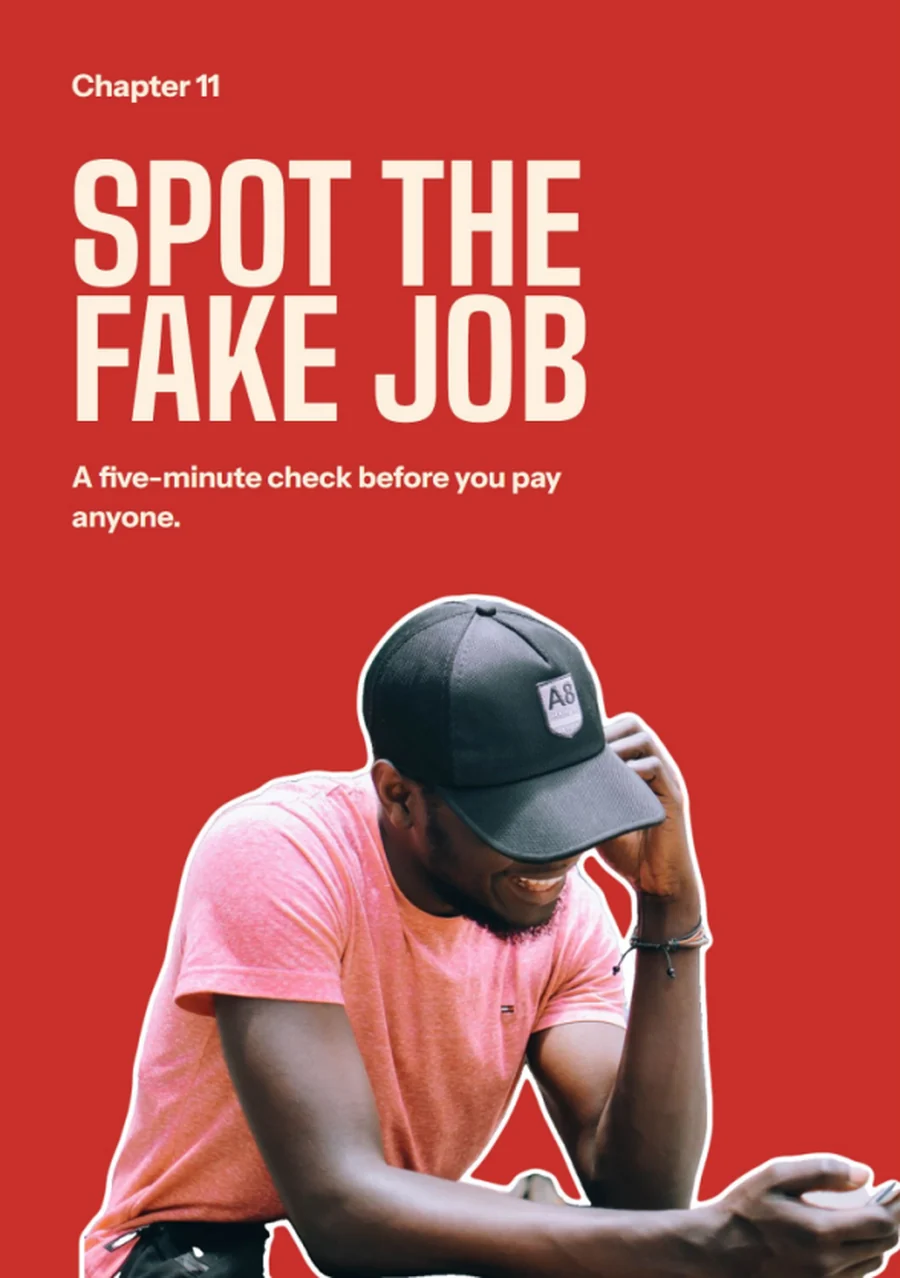 Chapter 11
SPOT THE
FAKE JOB
A five-minute check before you pay
anyone.
A8